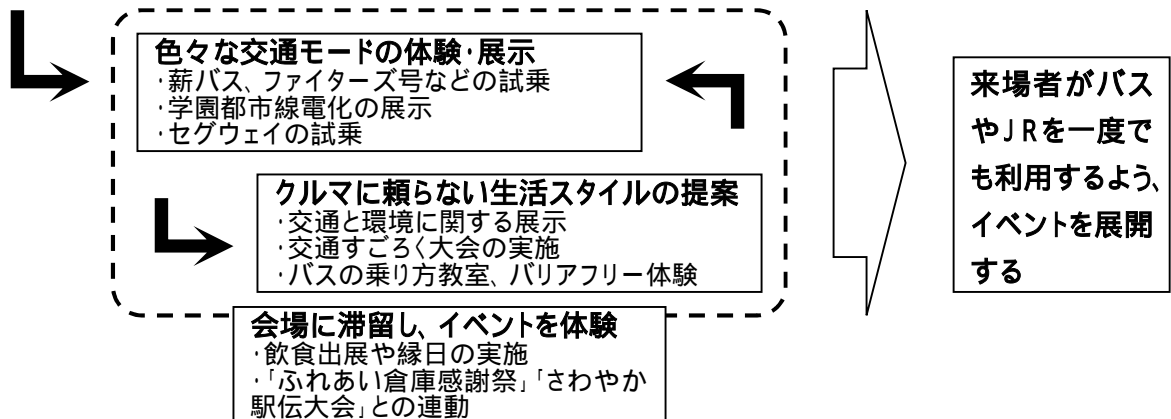 色々な交通モードの体験・展示
・薪バス、ファイターズ号などの試乗
・学園都市線電化の展示
・セグウェイの試乗
クルマに頼らない生活スタイルの提案
・交通と環境に関する展示
・交通すごろく大会の実施
・バスの乗り方教室、バリアフリー体験
会場に滞留し、イベントを体験
・飲食出展や縁日の実施
・「ふれあい倉庫感謝祭」「さわやか
駅伝大会」との連動
来場者がバス
やJRを一度で
も利用するよう、
イベントを展開
する